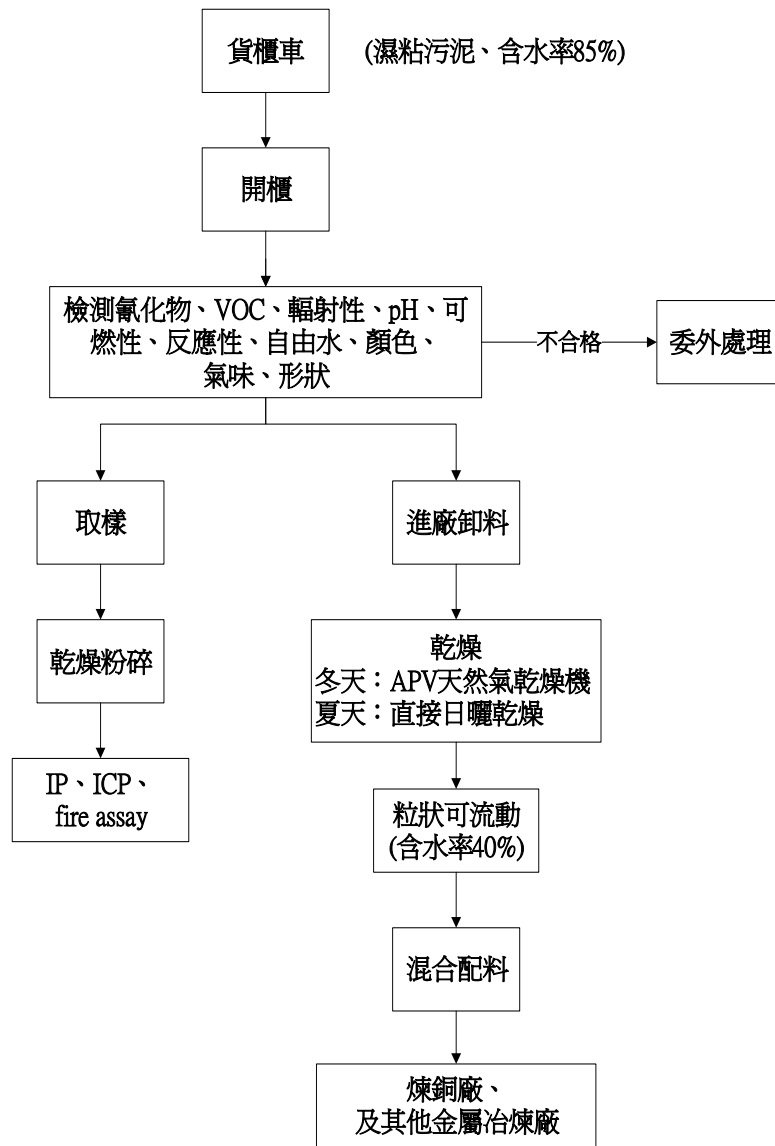 貨櫃車 (濕粘污泥、含水率85%)
開櫃
檢測氰化物、VOC、輻射性、pH、可
燃性、反應性、自由水、顏色、
氣味、形狀
不合格
委外處理
取樣
進廠卸料
乾燥粉碎
乾燥
冬天：APV天然氣乾燥機
夏天：直接日曬乾燥
IP、ICP、
fire assay
粒狀可流動
(含水率40%)
混合配料
煉銅廠、
及其他金屬冶煉廠